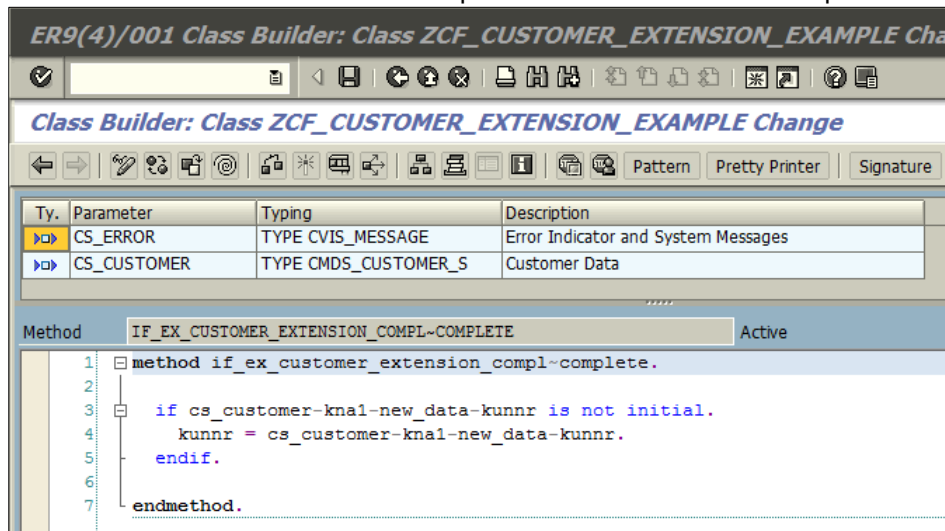 ER9(4)/001 Class Builder: Class ZCF_CUSTOMER_EXTENSION_EXAMPLE Cha
Class Builder: Class ZCF_CUSTOMER_EXTENSION_EXAMPLE Change
Pattern Pretty Printer Signature
Ty. Parameter Typing Description
CS_ERROR TYPE CVIS_MESSAGE Error Indicator and System Messages
CS_CUSTOMER TYPE CMDS_CUSTOMER_S Customer Data
Method IF_EX_CUSTOMER_EXTENSION_COMPL~COMPLETE Active
1 method if_ex_customer_extension_compl~complete.
2
3 if cs_customer-kna1-new_data-kunnr is not initial.
4 kunnr = cs_customer-kna1-new_data-kunnr.
5 endif.
6
7 endmethod.